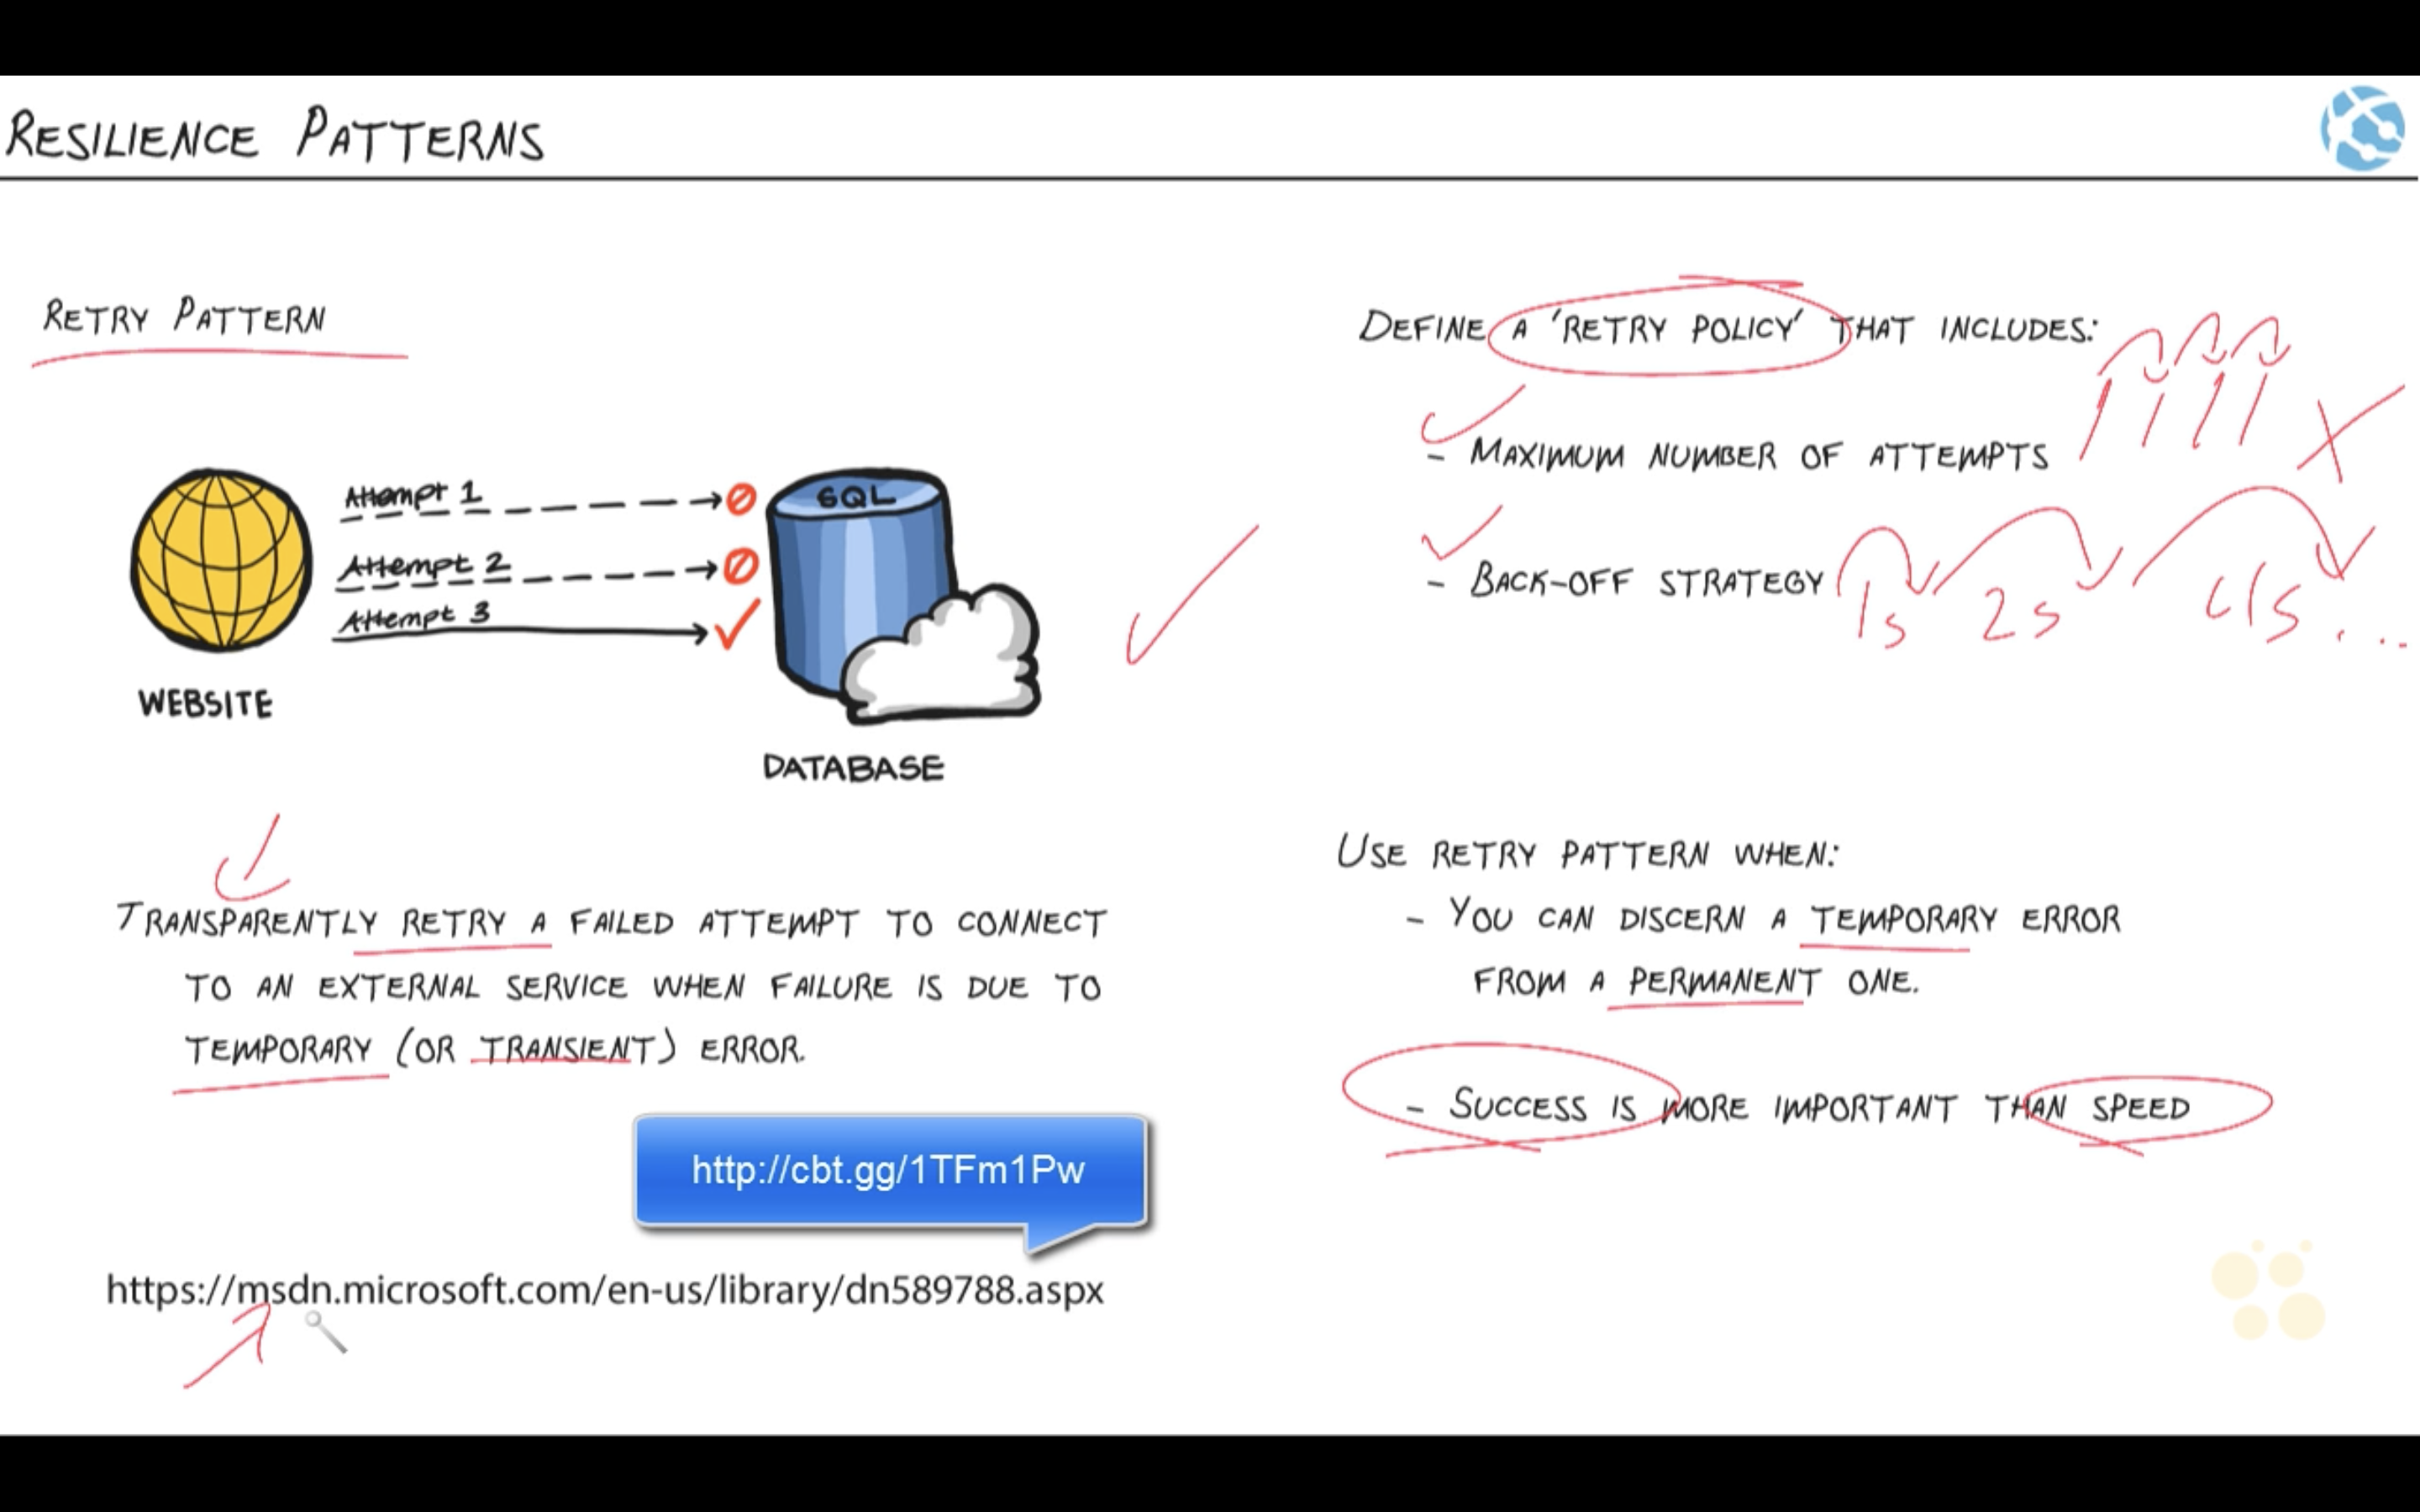 RESILIENCE PATTERNS
RETRY PATTERN
Attempt 1
Attempt 2
Attempt 3
SQL
WEBSITE
DATABASE
TRANSPARENTLY RETRY A FAILED ATTEMPT TO CONNECT
TO AN EXTERNAL SERVICE WHEN FAILURE IS DUE TO
TEMPORARY (OR TRANSIENT) ERROR.
http://cbt.gg/1TFm1Pw
https://msdn.microsoft.com/en-us/library/dn589788.aspx
DEFINE A 'RETRY POLICY' THAT INCLUDES:
- MAXIMUM NUMBER OF ATTEMPTS
- BACK-OFF STRATEGY
1s 2s 4s ...
USE RETRY PATTERN WHEN:
- YOU CAN DISCERN A TEMPORARY ERROR
FROM A PERMANENT ONE.
- SUCCESS IS MORE IMPORTANT THAN SPEED